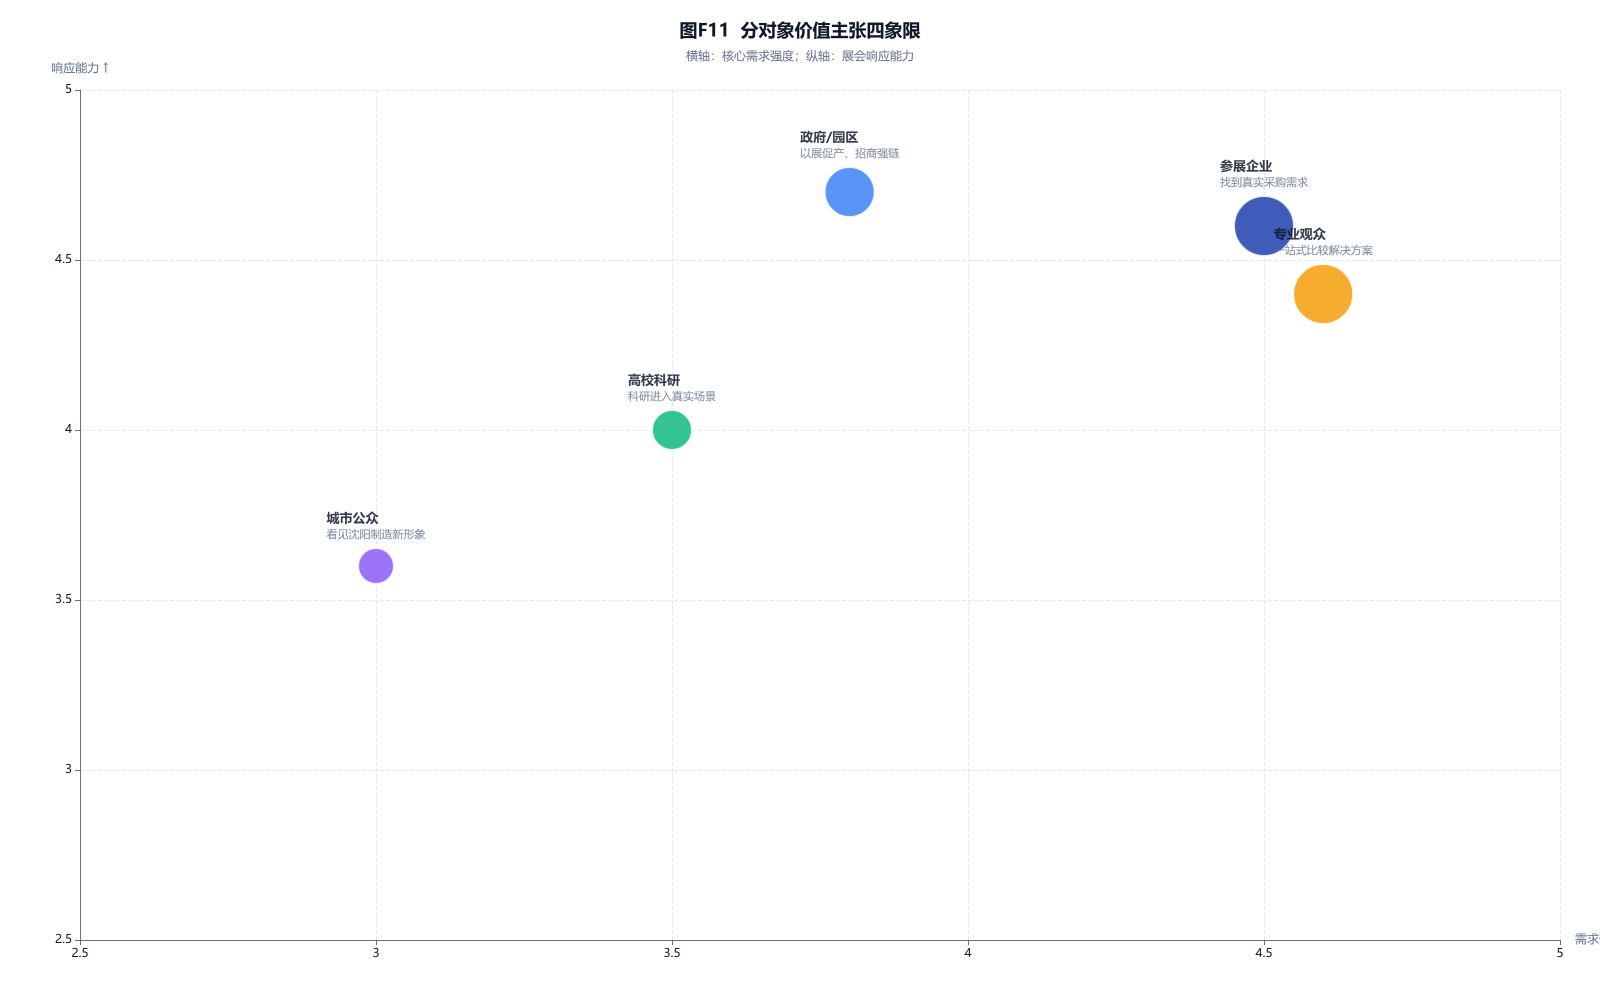 图F11 分对象价值主张四象限
横轴：核心需求强度；纵轴：展会响应能力
响应能力 ↑
5
4.5
4
3.5
3
2.5
政府/园区
以展促产、招商强链
参展企业
找到真实采购需求
专业观众
一站式比较解决方案
高校科研
科研进入真实场景
城市公众
看见沈阳制造新形象
2.5 3 3.5 4 4.5 5
需求